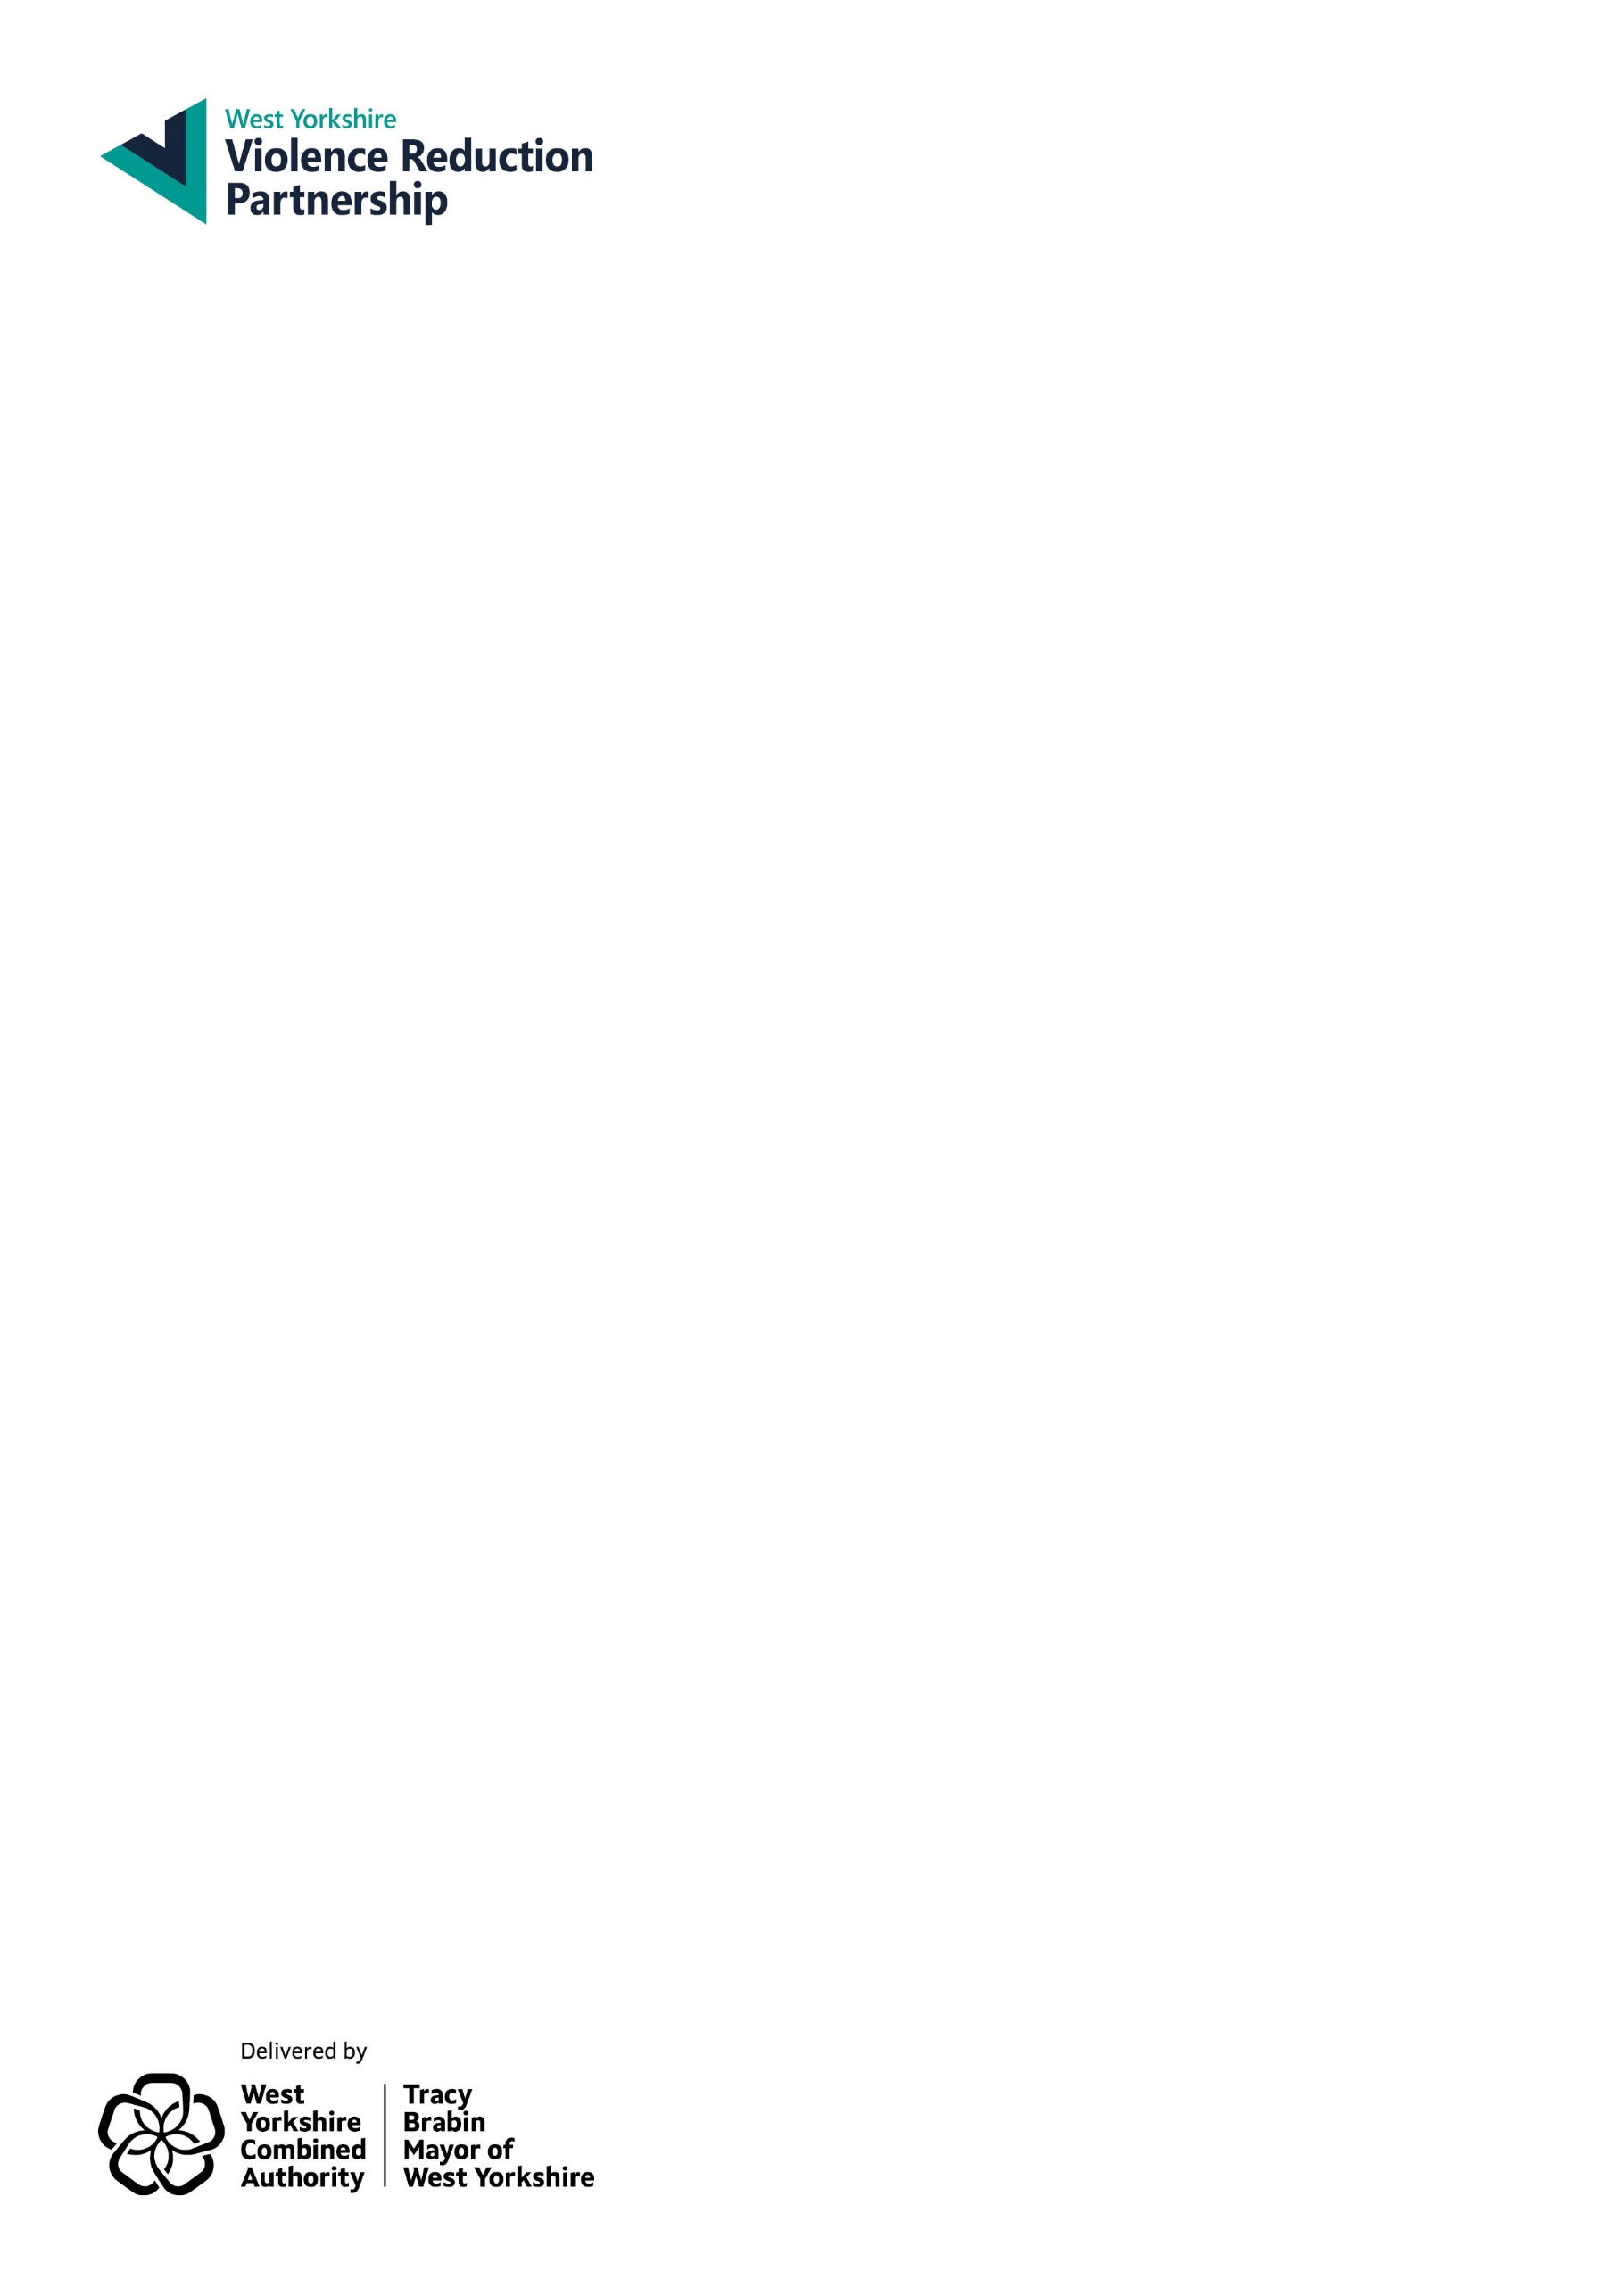 West Yorkshire
Violence Reduction
Partnership
Delivered by
West
Yorkshire
Combined
Authority
Tracy
Brabin
Mayor of
West Yorkshire